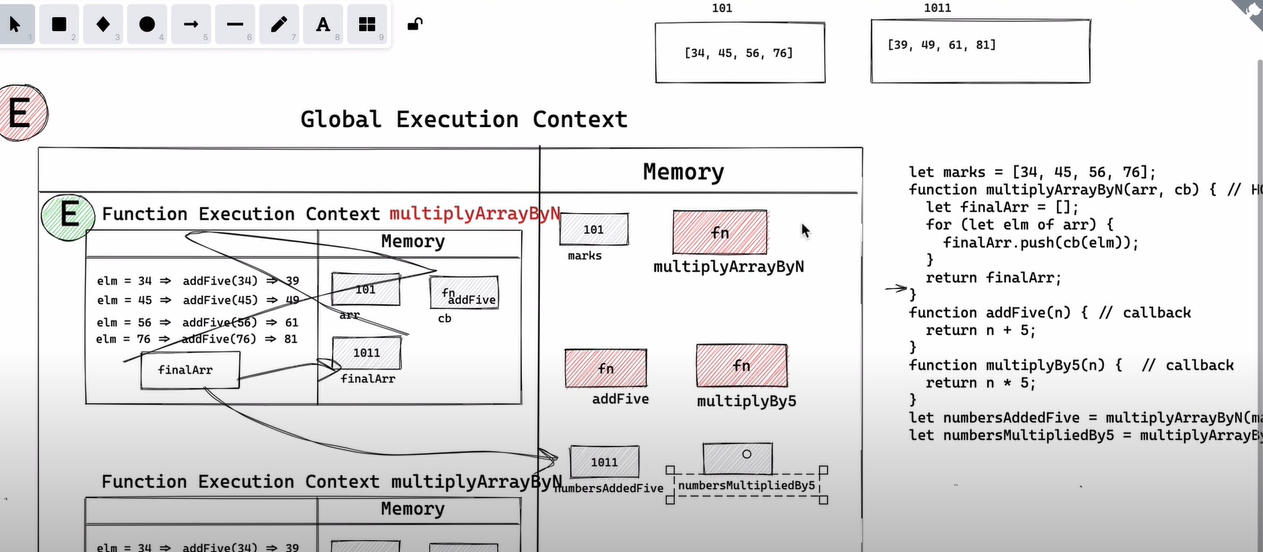 1
2
3
4
5
6
7
A
8
9
101
[34, 45, 56, 76]
1011
[39, 49, 61, 81]
E
Global Execution Context
Memory
E
Function Execution Context multiplyArrayByN
Memory
elm = 34 ⇒ addFive(34) ⇒ 39
elm = 45 ⇒ addFive(45) ⇒ 49
elm = 56 ⇒ addFive(56) ⇒ 61
elm = 76 ⇒ addFive(76) ⇒ 81
finalArr
101
arr
fn
addFive
cb
1011
finalArr
101
marks
fn
multiplyArrayByN
fn
addFive
fn
multiplyBy5
1011
numbersAddedFive
numbersMultipliedBy5
Function Execution Context multiplyArrayByN
Memory
elm = 34 ⇒ addFive(34) ⇒ 39
let marks = [34, 45, 56, 76];
function multiplyArrayByN(arr, cb) { // HO
let finalArr = [];
for (let elm of arr) {
finalArr.push(cb(elm));
}
return finalArr;
}
function addFive(n) { // callback
return n + 5;
}
function multiplyBy5(n) { // callback
return n * 5;
}
let numbersAddedFive = multiplyArrayByN(ma
let numbersMultipliedBy5 = multiplyArrayBy